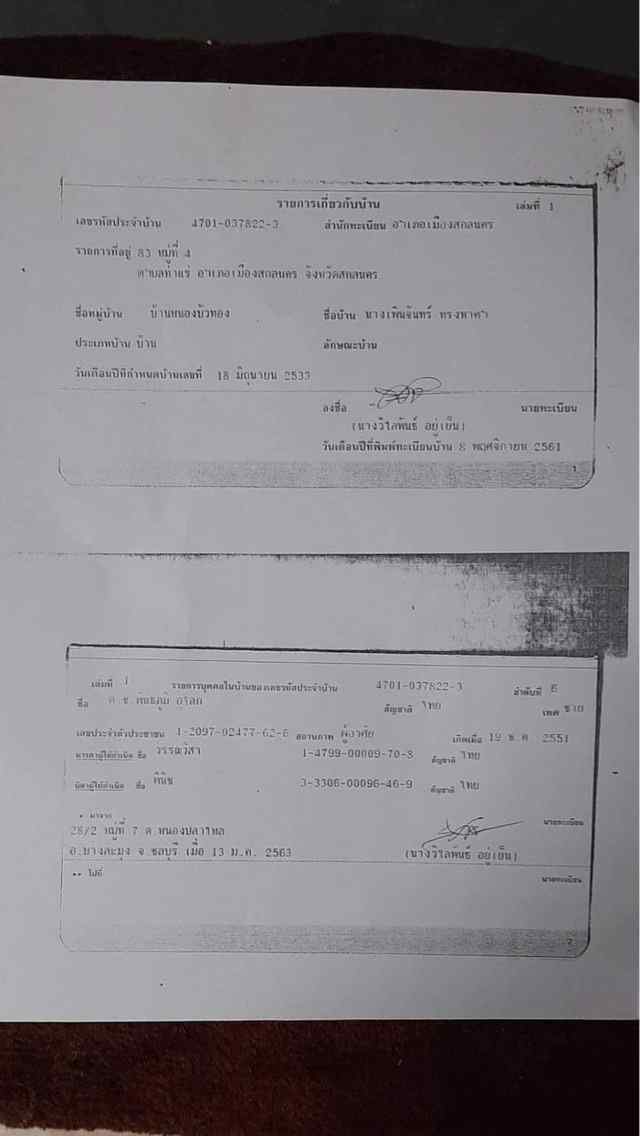 รายการเกี่ยวกับบ้าน เล่มที่ 1
เลขรหัสประจำบ้าน 4701-037822-3 สำนักทะเบียน อำเภอเมืองสกลนคร
รายการที่อยู่ 83 หมู่ที่ 4
ตำบลท่าแร่ อำเภอเมืองสกลนคร จังหวัดสกลนคร
ชื่อหมู่บ้าน บ้านหนองบัวทอง ชื่อบ้าน นางเพ็นจันทร์
ประเภทบ้าน บ้าน ลักษณะบ้าน
วันเดือนปีที่กำหนดบ้านเลขที่ 18 มิถุนายน 2533
ลงชื่อ นายทะเบียน
(นางวิไลพันธ์ อยู่เย็น)
วันเดือนปีที่พิมพ์ทะเบียนบ้าน 8 พฤศจิกายน 2561
1
เล่มที่ 1 รายการบุคคลในบ้านของเลขรหัสประจำบ้าน 4701-037822-3 ลำดับที่
ชื่อ ด.ช. สัญชาติ ไทย เพศ ชาย
เลขประจำตัวประชาชน 1-2097-02477-62-6 สถานภาพ ผู้อาศัย เกิดเมื่อ 19 2551
มารดาผู้ให้กำเนิด ชื่อ วรรณวิสา 1-4799-00009-70-3 สัญชาติ ไทย
บิดาผู้ให้กำเนิด ชื่อ พินิช 3-3306-00096-46-9 สัญชาติ ไทย
* มาจาก นายทะเบียน
28/2 หมู่ที่ 7 ต.หนองปลาไหล
อ.บางละมุง จ.ชลบุรี เมื่อ 13 ม.ค. 2563 (นางวิไลพันธ์ อยู่เย็น)
** ไปที่ นายทะเบียน